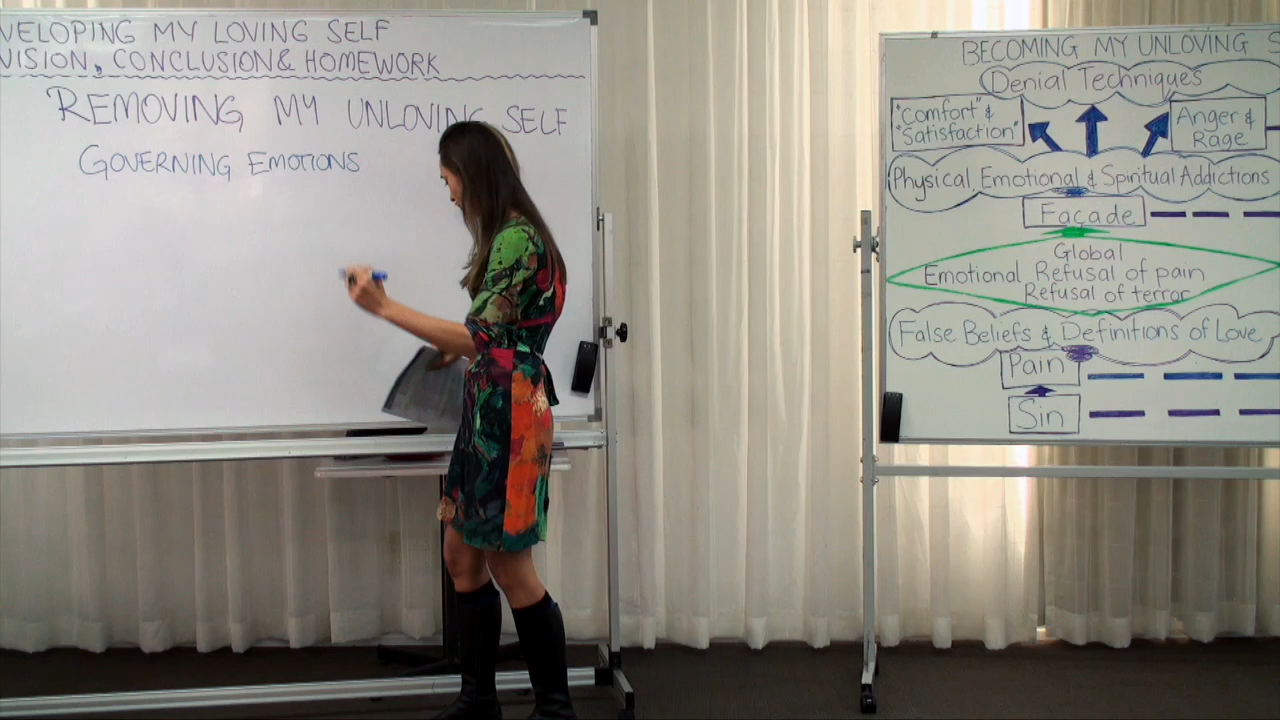 VELOPING MY LOVING SELF
VISION, CONCLUSION & HOMEWORK
REMOVING MY UNLOVING SELF
GOVERNING EMOTIONS
BECOMING MY UNLOVING S
Denial Techniques
"Comfort" &
"Satisfaction"
Anger &
Rage
Physical Emotional & Spiritual Addictions
Façade
Global
Emotional Refusal of pain
Refusal of terror
False Beliefs & Definitions of Love
Pain
Sin